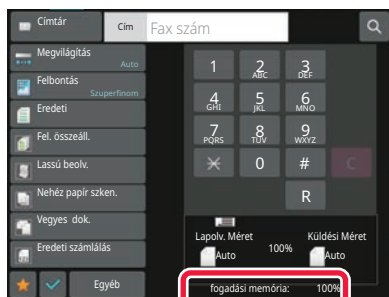 Címtár
Cím
Fax szám
Megvilágítás
Auto
Felbontás
Szuperfinom
Eredeti
Fel. összeáll.
Lassú beolv.
Nehéz papír szken.
Vegyes dok.
Eredeti számlálás
Egyéb
1
2 ABC
3 DEF
4 GHI
5 JKL
6 MNO
7 PQRS
8 TUV
9 WXYZ
0
#
C
R
Lapolv. Méret
Küldési Méret
Auto
100%
Auto
fogadási memória: 100%